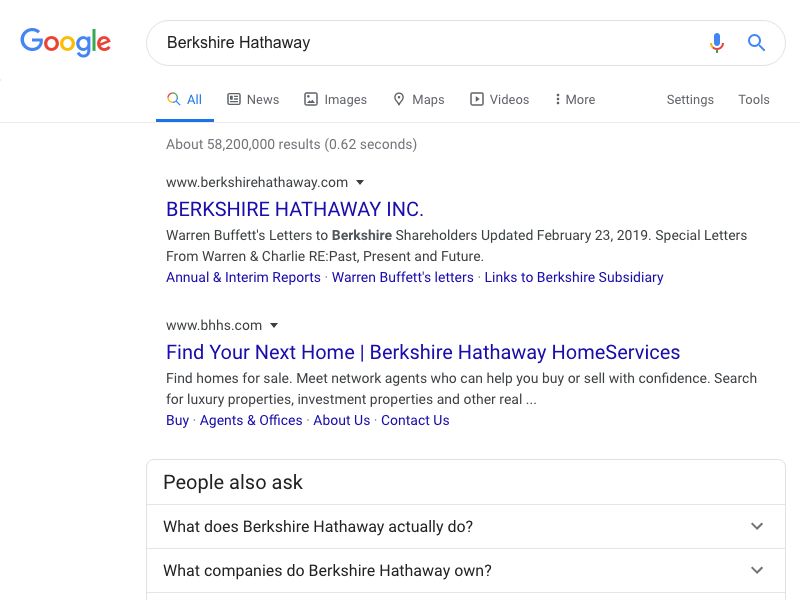 Google
Berkshire Hathaway
All News Images Maps Videos More Settings Tools
About 58,200,000 results (0.62 seconds)
www.berkshirehathaway.com
BERKSHIRE HATHAWAY INC.
Warren Buffett's Letters to Berkshire Shareholders Updated February 23, 2019. Special Letters
From Warren & Charlie RE:Past, Present and Future.
Annual & Interim Reports · Warren Buffett's letters · Links to Berkshire Subsidiary
www.bhhs.com
Find Your Next Home | Berkshire Hathaway HomeServices
Find homes for sale. Meet network agents who can help you buy or sell with confidence. Search
for luxury properties, investment properties and other real ...
Buy · Agents & Offices · About Us · Contact Us
People also ask
What does Berkshire Hathaway actually do?
What companies do Berkshire Hathaway own?